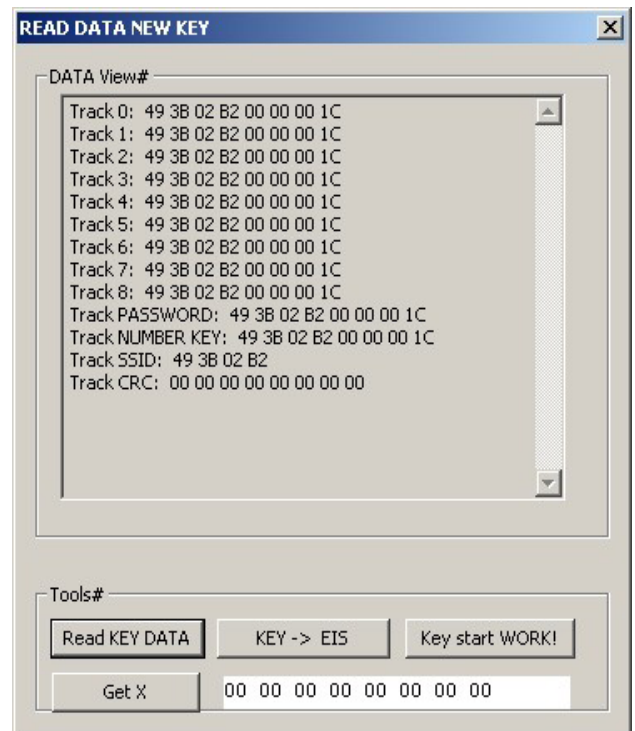 READ DATA NEW KEY
DATA View#
Track 0: 49 3B 02 B2 00 00 00 1C
Track 1: 49 3B 02 B2 00 00 00 1C
Track 2: 49 3B 02 B2 00 00 00 1C
Track 3: 49 3B 02 B2 00 00 00 1C
Track 4: 49 3B 02 B2 00 00 00 1C
Track 5: 49 3B 02 B2 00 00 00 1C
Track 6: 49 3B 02 B2 00 00 00 1C
Track 7: 49 3B 02 B2 00 00 00 1C
Track 8: 49 3B 02 B2 00 00 00 1C
Track PASSWORD: 49 3B 02 B2 00 00 00 1C
Track NUMBER KEY: 49 3B 02 B2 00 00 00 1C
Track SSID: 49 3B 02 B2
Track CRC: 00 00 00 00 00 00 00 00
Tools#
Read KEY DATA KEY -> EIS Key start WORK!
Get X 00 00 00 00 00 00 00 00